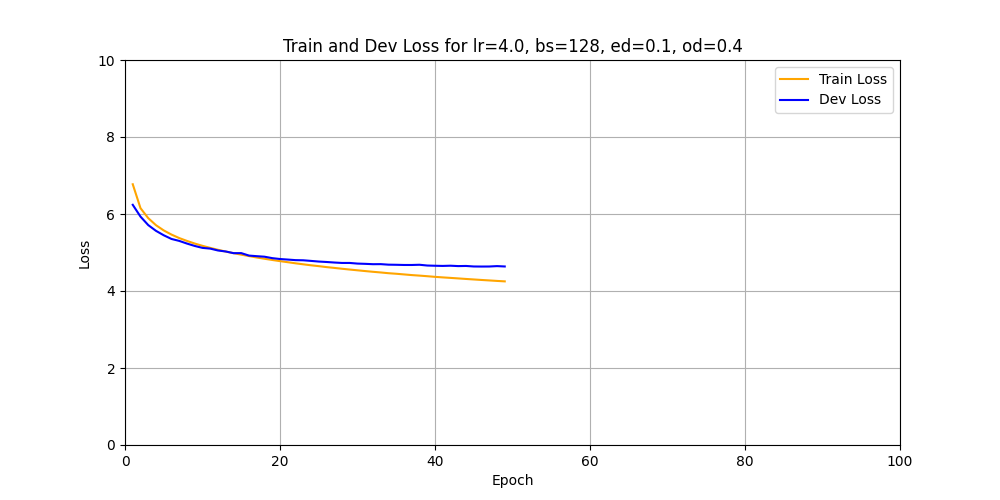 Train and Dev Loss for lr=4.0, bs=128, ed=0.1, od=0.4
10
8
6
4
2
0
Loss
Train Loss
Dev Loss
0 20 40 60 80 100
Epoch